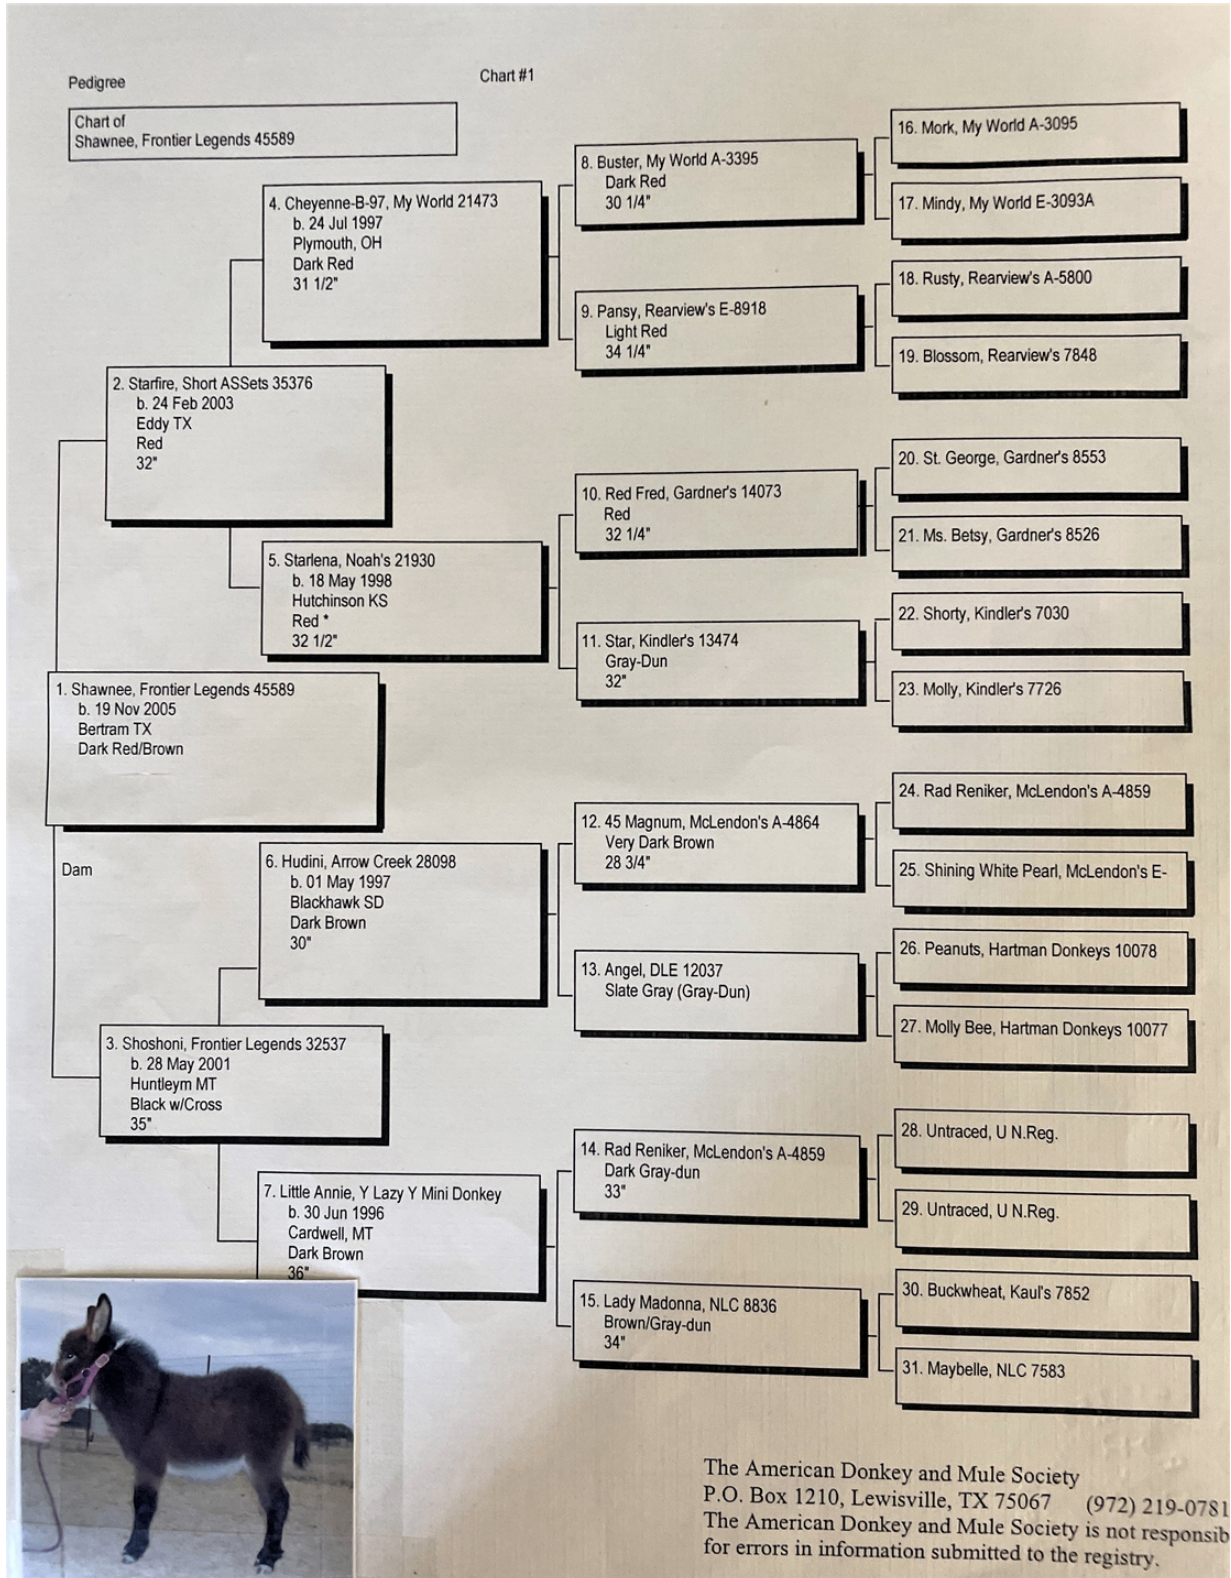 Pedigree
Chart #1
Chart of
Shawnee, Frontier Legends 45589
1. Shawnee, Frontier Legends 45589
b. 19 Nov 2005
Bertram TX
Dark Red/Brown
Dam
2. Starfire, Short ASSets 35376
b. 24 Feb 2003
Eddy TX
Red
32"
3. Shoshoni, Frontier Legends 32537
b. 28 May 2001
Huntleym MT
Black w/Cross
35"
4. Cheyenne-B-97, My World 21473
b. 24 Jul 1997
Plymouth, OH
Dark Red
31 1/2"
5. Starlena, Noah's 21930
b. 18 May 1998
Hutchinson KS
Red *
32 1/2"
6. Hudini, Arrow Creek 28098
b. 01 May 1997
Blackhawk SD
Dark Brown
30"
7. Little Annie, Y Lazy Y Mini Donkey
b. 30 Jun 1996
Cardwell, MT
Dark Brown
36"
8. Buster, My World A-3395
Dark Red
30 1/4"
9. Pansy, Rearview's E-8918
Light Red
34 1/4"
10. Red Fred, Gardner's 14073
Red
32 1/4"
11. Star, Kindler's 13474
Gray-Dun
32"
12. 45 Magnum, McLendon's A-4864
Very Dark Brown
28 3/4"
13. Angel, DLE 12037
Slate Gray (Gray-Dun)
14. Rad Reniker, McLendon's A-4859
Dark Gray-dun
33"
15. Lady Madonna, NLC 8836
Brown/Gray-dun
34"
16. Mork, My World A-3095
17. Mindy, My World E-3093A
18. Rusty, Rearview's A-5800
19. Blossom, Rearview's 7848
20. St. George, Gardner's 8553
21. Ms. Betsy, Gardner's 8526
22. Shorty, Kindler's 7030
23. Molly, Kindler's 7726
24. Rad Reniker, McLendon's A-4859
25. Shining White Pearl, McLendon's E-
26. Peanuts, Hartman Donkeys 10078
27. Molly Bee, Hartman Donkeys 10077
28. Untraced, U N.Reg.
29. Untraced, U N.Reg.
30. Buckwheat, Kaul's 7852
31. Maybelle, NLC 7583
The American Donkey and Mule Society
P.O. Box 1210, Lewisville, TX 75067 (972) 219-0781
The American Donkey and Mule Society is not responsib
for errors in information submitted to the registry.